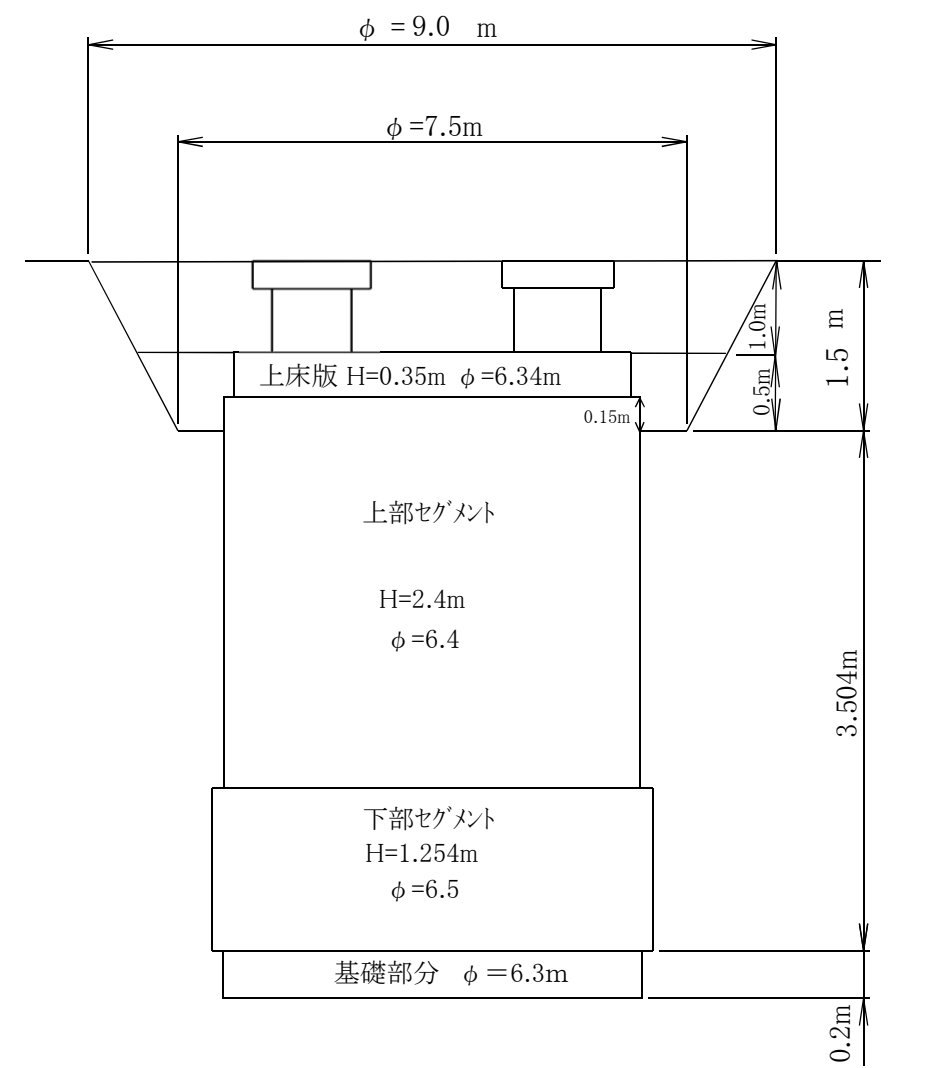 φ =9.0 m
φ=7.5m
1.0m
1.5 m
上床版 H=0.35m φ=6.34m
0.5m
0.15m
上部セグメント
H=2.4m
φ=6.4
3.504m
下部セグメント
H=1.254m
φ=6.5
基礎部分 φ＝6.3m
0.2m